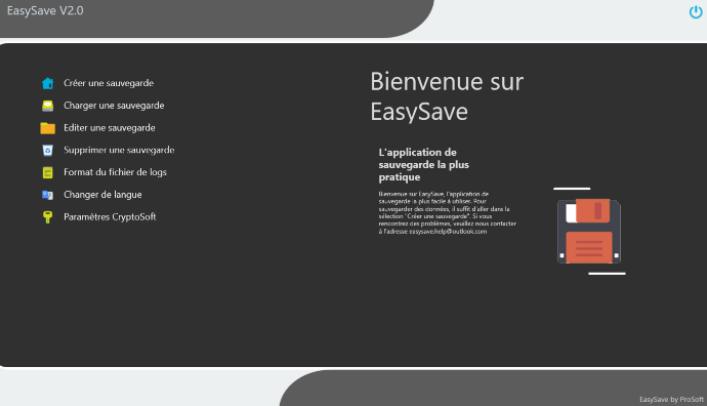 EasySave V2.0
Créer une sauvegarde
Charger une sauvegarde
Editer une sauvegarde
Supprimer une sauvegarde
Format du fichier de logs
Changer de langue
Paramètres CryptoSoft
Bienvenue sur
EasySave
L'application de
sauvegarde la plus
pratique
Bienvenue sur EasySave, l'application de
sauvegarde la plus facile à utiliser. Pour
sauvegarder des données, il suffit d'aller dans la
sélection "Créer une sauvegarde". Si vous
rencontrez des problèmes, veuillez nous contacter
à l'adresse easysave.help@outlook.com
EasySave by ProSoft